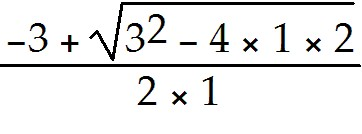 −3 + √3² − 4 × 1 × 2
2 × 1